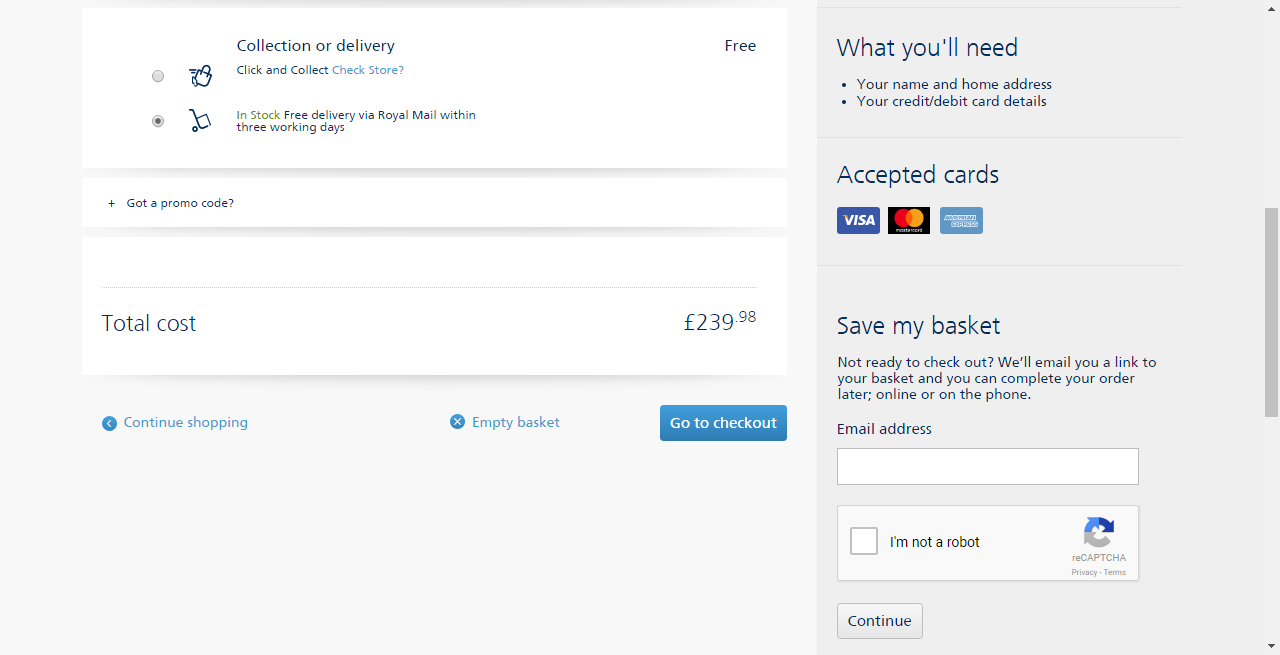 Collection or delivery
Free
Click and Collect Check Store?
In Stock Free delivery via Royal Mail within
three working days
+ Got a promo code?
Total cost
£239.98
Continue shopping
Empty basket
Go to checkout
What you'll need
• Your name and home address
• Your credit/debit card details
Accepted cards
VISA
mastercard
AMERICAN
EXPRESS
Save my basket
Not ready to check out? We’ll email you a link to
your basket and you can complete your order
later; online or on the phone.
Email address
I'm not a robot
reCAPTCHA
Privacy - Terms
Continue